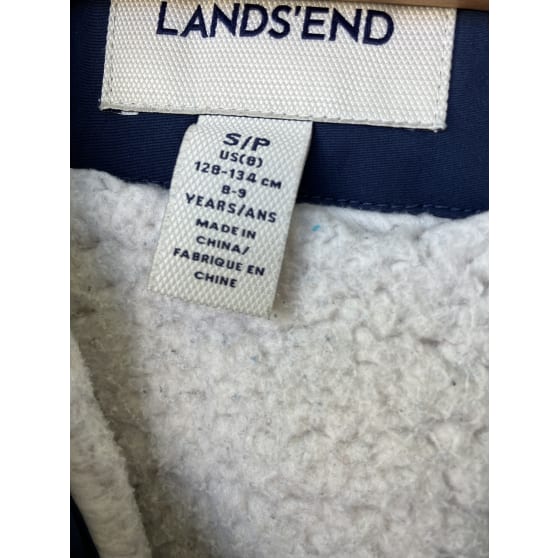 LANDS'END
S/P
US(8)
128-134 CM
8-9
YEARS/ANS
MADE IN
CHINA/
FABRIQUE EN
CHINE